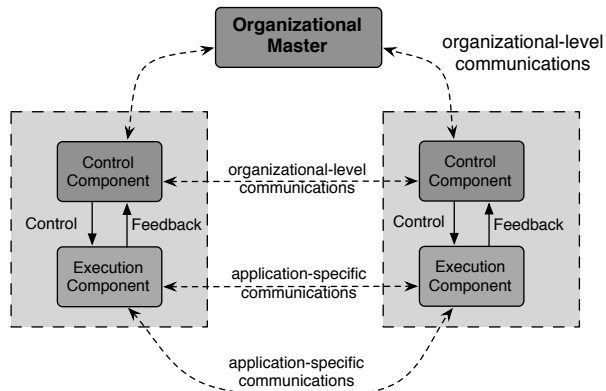 Organizational
Master
organizational-level
communications
Control
Component
organizational-level
communications
Control
Component
Control
Feedback
Control
Feedback
Execution
Component
application-specific
communications
Execution
Component
application-specific
communications